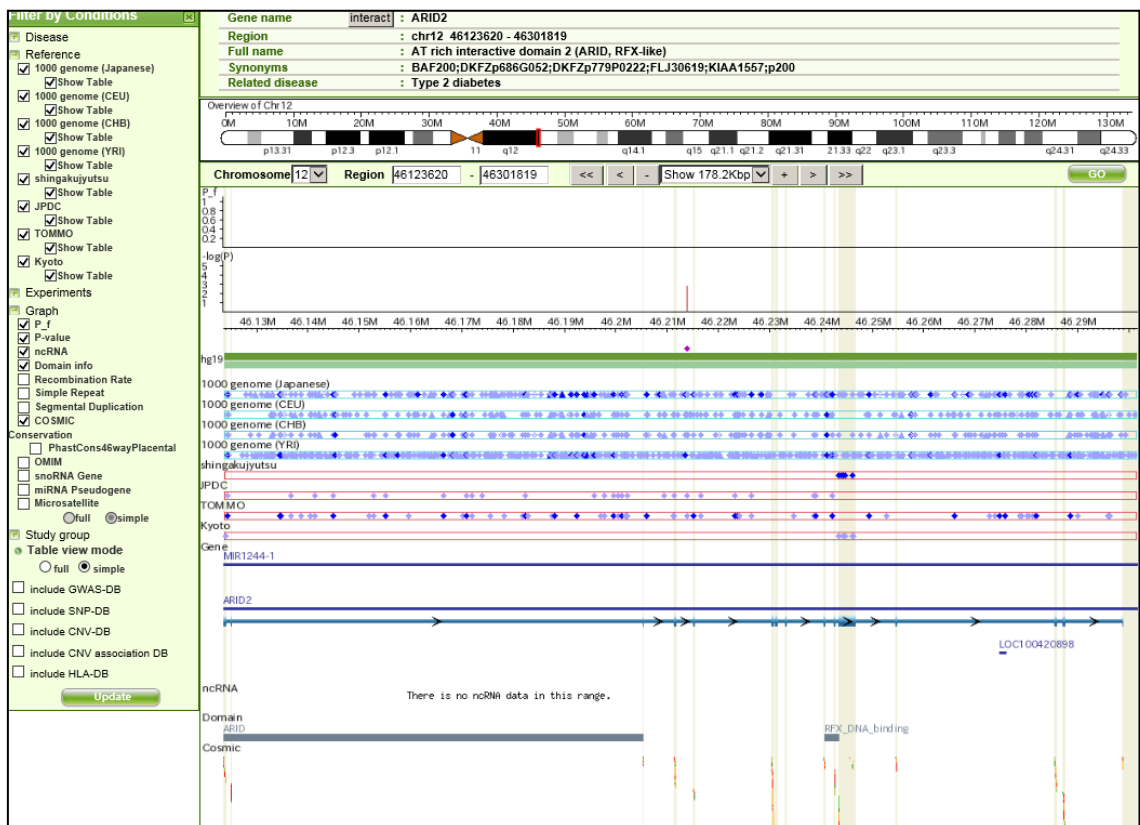 Filter by Conditions
Disease
Reference
1000 genome (Japanese)
Show Table
1000 genome (CEU)
Show Table
1000 genome (CHB)
Show Table
1000 genome (YRI)
Show Table
shingakujyutsu
Show Table
JPDC
Show Table
TOMMO
Show Table
Kyoto
Show Table
Experiments
Graph
P_f
P-value
ncRNA
Domain info
Recombination Rate
Simple Repeat
Segmental Duplication
COSMIC
Conservation
PhastCons46wayPlacental
OMIM
snoRNA Gene
miRNA Pseudogene
Microsatellite
full simple
Study group
Table view mode
full simple
include GWAS-DB
include SNP-DB
include CNV-DB
include CNV association DB
include HLA-DB
Update
Gene name interact : ARID2
Region : chr12 46123620 - 46301819
Full name : AT rich interactive domain 2 (ARID, RFX-like)
Synonyms : BAF200;DKFZp686G052;DKFZp779P0222;FLJ30619;KIAA1557;p200
Related disease : Type 2 diabetes
Overview of Chr12
0M 10M 20M 30M 40M 50M 60M 70M 80M 90M 100M 110M 120M 130M
p13.31 p12.3 p12.1 11 q12 q14.1 q15 q21.1 q21.2 q21.31 21.33 q22 q23.1 q23.3 q24.31 q24.33
Chromosome 12 Region 46123620 - 46301819 << < - Show 178.2Kbp + > >> GO
P_f
1
0.8
0.6
0.4
0.2
-log(P)
5
4
3
2
1
46.13M 46.14M 46.15M 46.16M 46.17M 46.18M 46.19M 46.2M 46.21M 46.22M 46.23M 46.24M 46.25M 46.26M 46.27M 46.28M 46.29M
hg19
1000 genome (Japanese)
1000 genome (CEU)
1000 genome (CHB)
1000 genome (YRI)
shingakujyutsu
JPDC
TOMMO
Kyoto
Gene
MIR1244-1
ARID2
LOC100420898
ncRNA
There is no ncRNA data in this range.
Domain
ARID RFX_DNA_binding
Cosmic